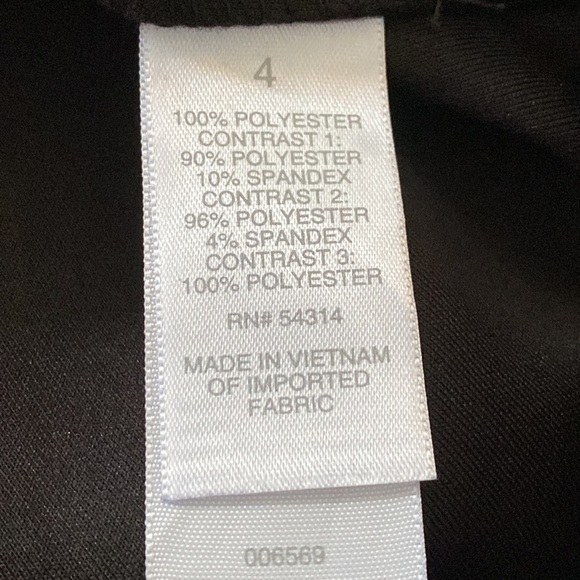 4
100% POLYESTER
CONTRAST 1:
90% POLYESTER
10% SPANDEX
CONTRAST 2:
96% POLYESTER
4% SPANDEX
CONTRAST 3:
100% POLYESTER
RN# 54314
MADE IN VIETNAM
OF IMPORTED
FABRIC
006569